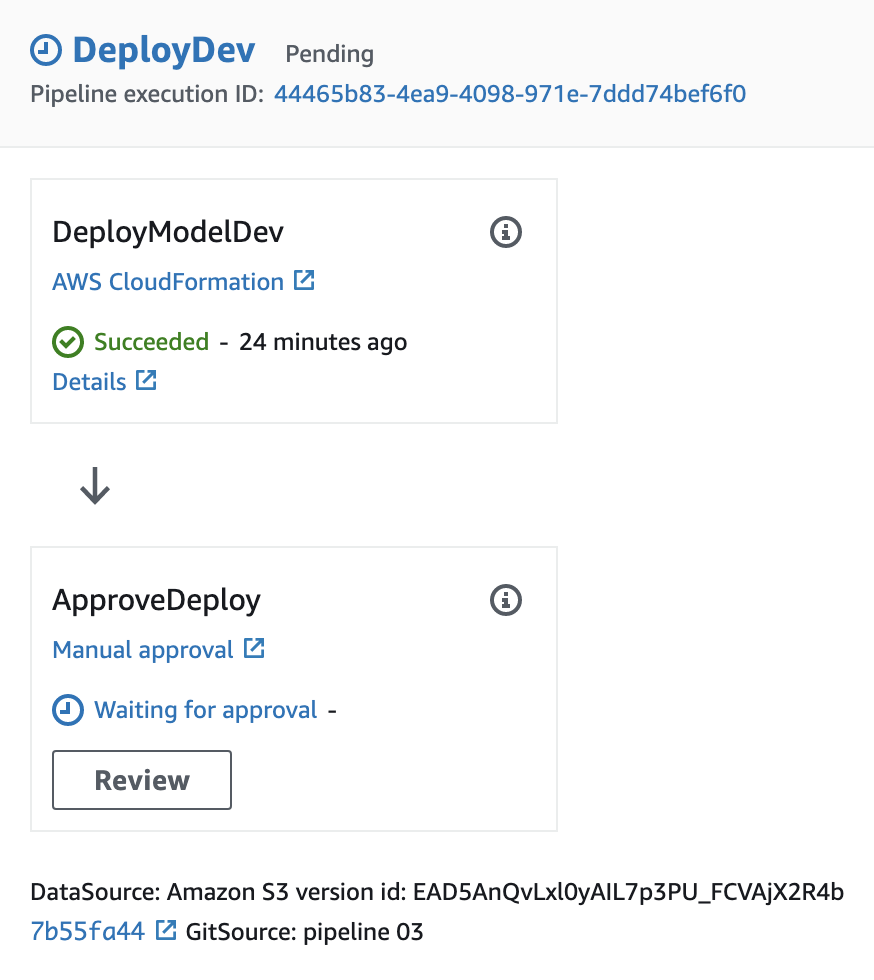 DeployDev Pending
Pipeline execution ID: 44465b83-4ea9-4098-971e-7ddd74bef6f0
DeployModelDev
AWS CloudFormation
Succeeded - 24 minutes ago
Details
ApproveDeploy
Manual approval
Waiting for approval -
Review
DataSource: Amazon S3 version id: EAD5AnQvLxl0yAIL7p3PU_FCVAjX2R4b
7b55fa44 GitSource: pipeline 03